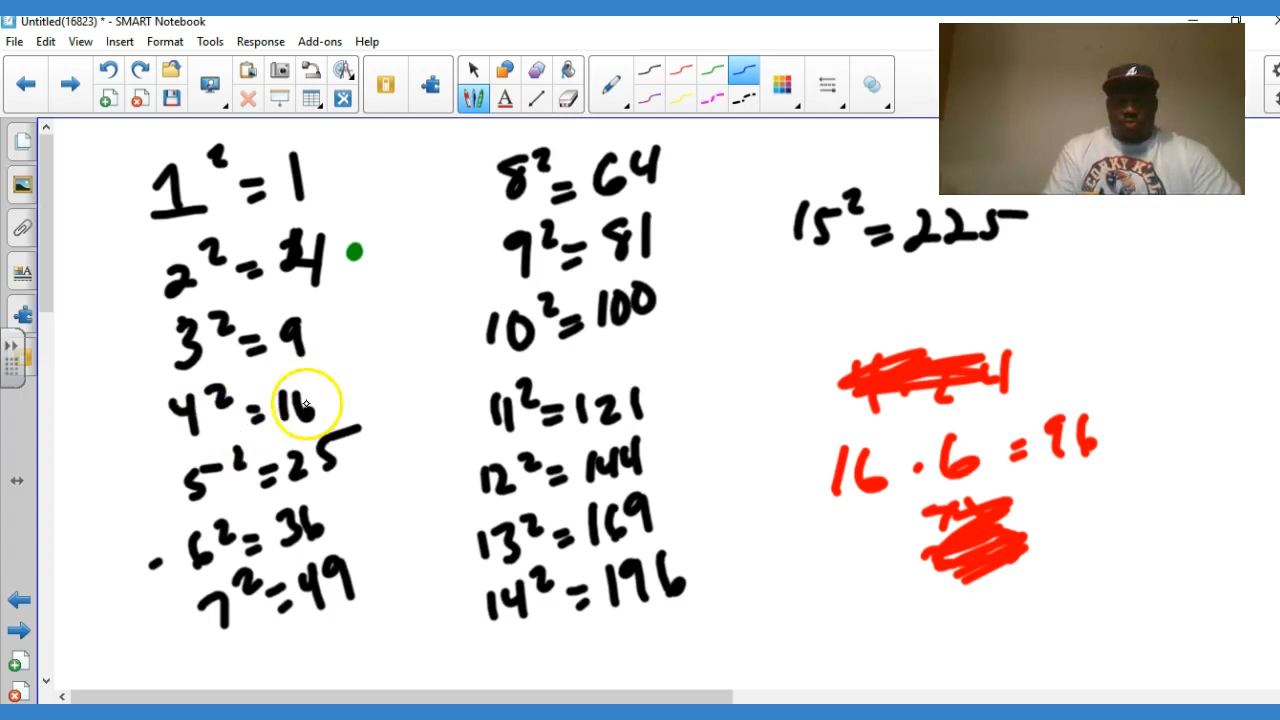 Untitled(16823) * - SMART Notebook
File Edit View Insert Format Tools Response Add-ons Help
1² = 1
2² = 4
3² = 9
4² = 16
5² = 25
6² = 36
7² = 49
8² = 64
9² = 81
10² = 100
11² = 121
12² = 144
13² = 169
14² = 196
15² = 225
16 · 6 = 96